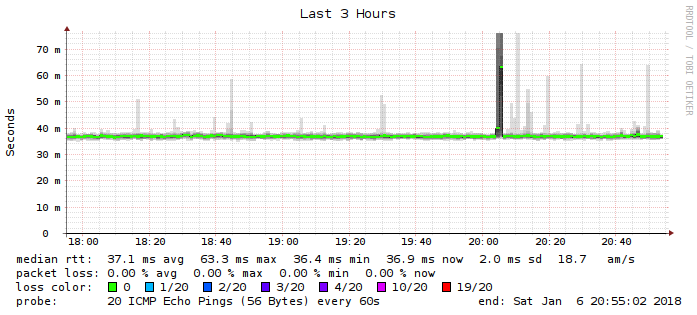 Last 3 Hours
RRDTOOL / TOBI OETIKER
Seconds
70 m
60 m
50 m
40 m
30 m
20 m
10 m
0
18:00 18:20 18:40 19:00 19:20 19:40 20:00 20:20 20:40
median rtt: 37.1 ms avg 63.3 ms max 36.4 ms min 36.9 ms now 2.0 ms sd 18.7 am/s
packet loss: 0.00 % avg 0.00 % max 0.00 % min 0.00 % now
loss color: 0 1/20 2/20 3/20 4/20 10/20 19/20
probe: 20 ICMP Echo Pings (56 Bytes) every 60s end: Sat Jan 6 20:55:02 2018